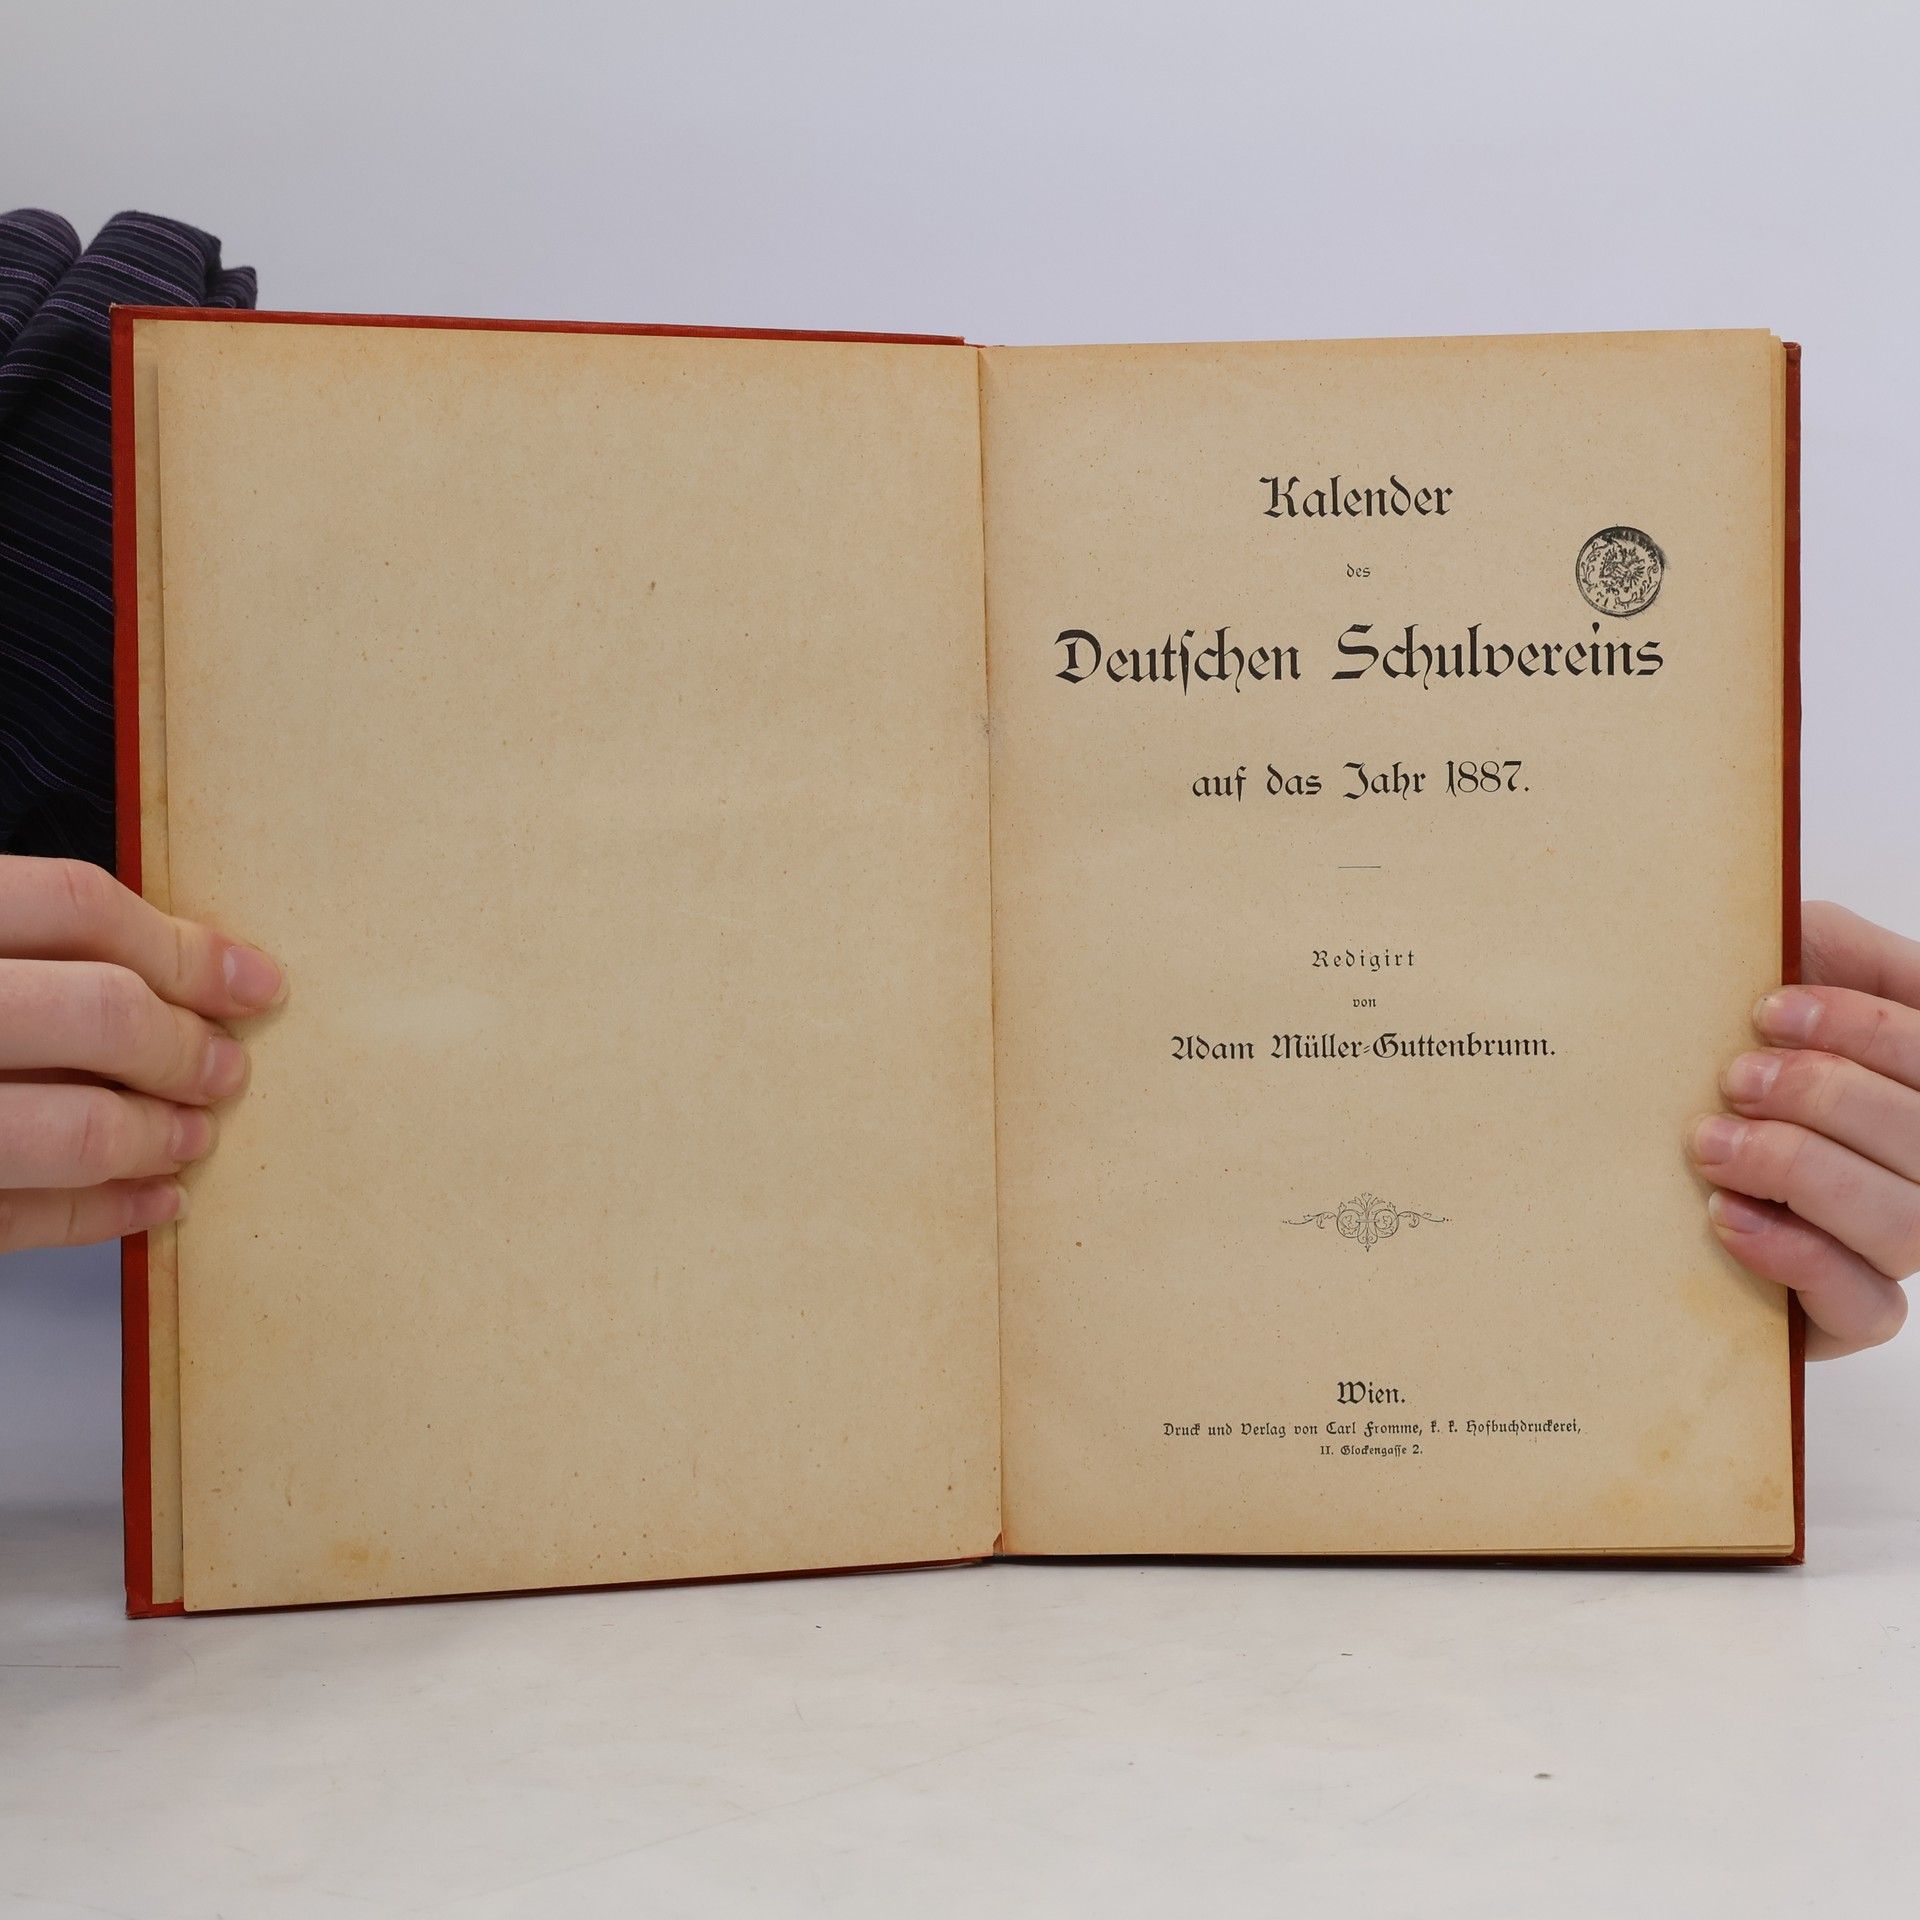 Kalender
des
Deutſchen Schulvereins
auf das Jahr 1887.
Redigirt
von
Adam Müller-Guttenbrunn.
Wien.
Druck und Verlag von Carl Fromme, k. k. Hofbuchdruckerei,
II. Glockengaſſe 2.